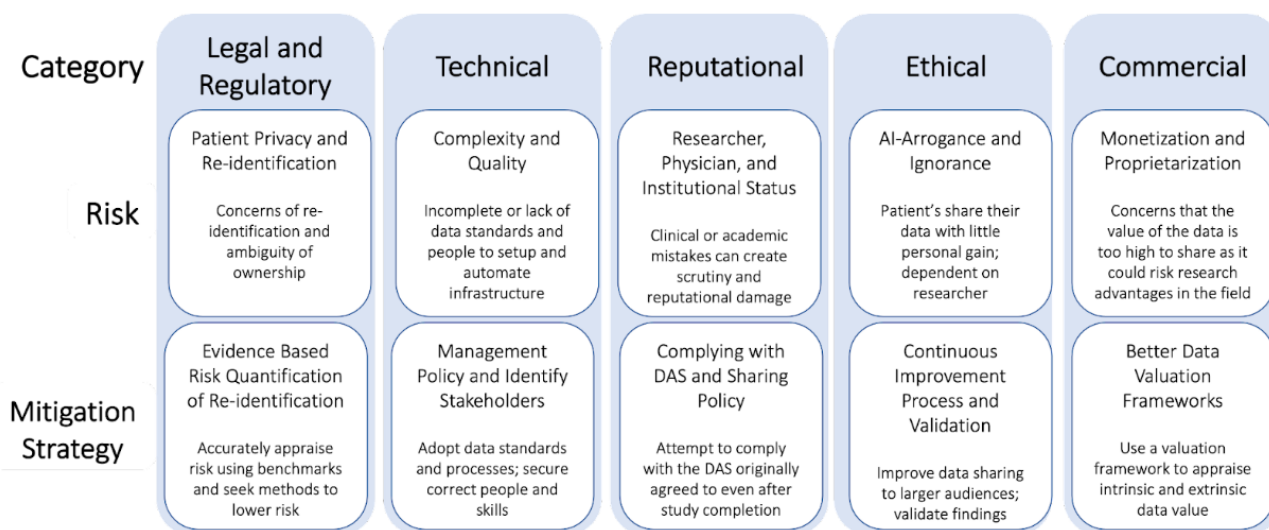 Category
Legal and
Regulatory
Technical
Reputational
Ethical
Commercial
Risk
Patient Privacy and
Re-identification
Concerns of re-
identification and
ambiguity of
ownership
Complexity and
Quality
Incomplete or lack of
data standards and
people to setup and
automate
infrastructure
Researcher,
Physician, and
Institutional Status
Clinical or academic
mistakes can create
scrutiny and
reputational damage
AI-Arrogance and
Ignorance
Patient's share their
data with little
personal gain;
dependent on
researcher
Monetization and
Proprietarization
Concerns that the
value of the data is
too high to share as it
could risk research
advantages in the field
Mitigation
Strategy
Evidence Based
Risk Quantification
of Re-identification
Accurately appraise
risk using benchmarks
and seek methods to
lower risk
Management
Policy and Identify
Stakeholders
Adopt data standards
and processes; secure
correct people and
skills
Complying with
DAS and Sharing
Policy
Attempt to comply
with the DAS originally
agreed to even after
study completion
Continuous
Improvement
Process and
Validation
Improve data sharing
to larger audiences;
validate findings
Better Data
Valuation
Frameworks
Use a valuation
framework to appraise
intrinsic and extrinsic
data value